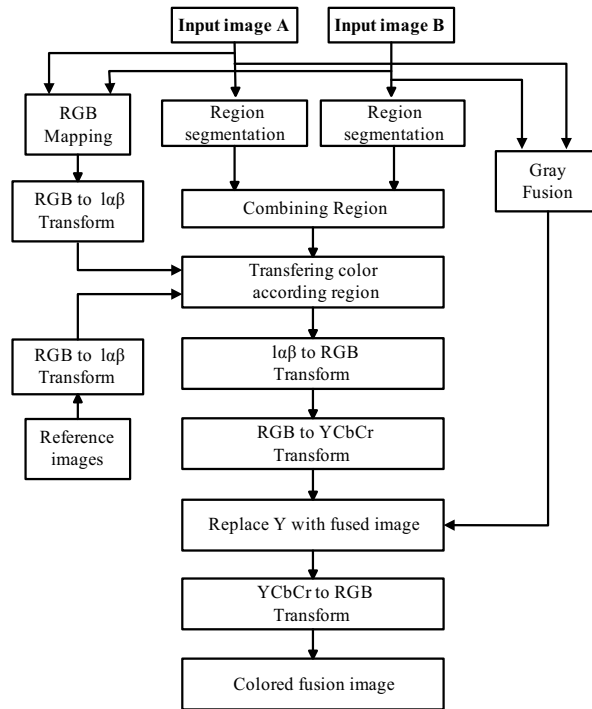 Input image A
Input image B
RGB
Mapping
Region
segmentation
Region
segmentation
Gray
Fusion
RGB to lαβ
Transform
Combining Region
Transfering color
according region
RGB to lαβ
Transform
lαβ to RGB
Transform
Reference
images
RGB to YCbCr
Transform
Replace Y with fused image
YCbCr to RGB
Transform
Colored fusion image